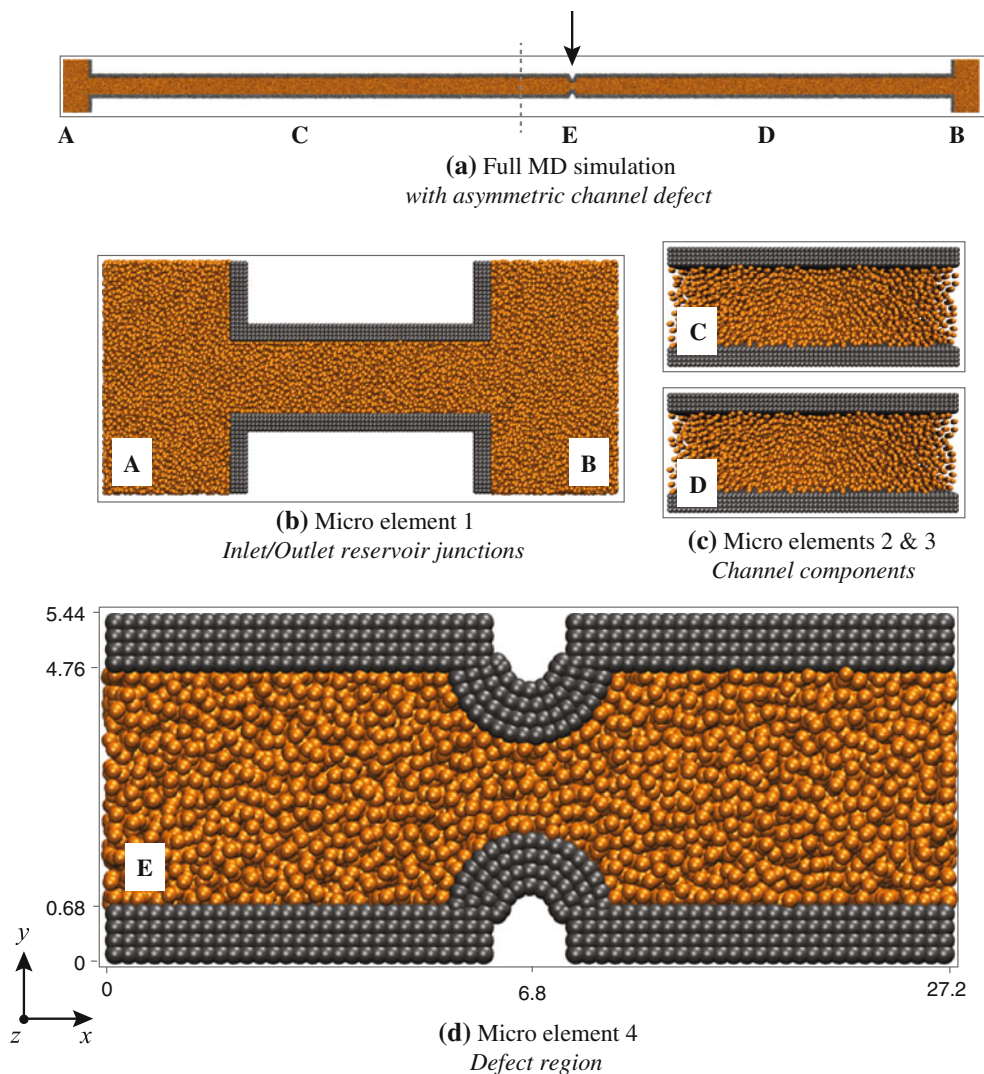 A C E D B
(a) Full MD simulation
with asymmetric channel defect
A
B
(b) Micro element 1
Inlet/Outlet reservoir junctions
C
D
(c) Micro elements 2 & 3
Channel components
5.44
4.76
E
0.68
0
y
z x
0 6.8 27.2
(d) Micro element 4
Defect region